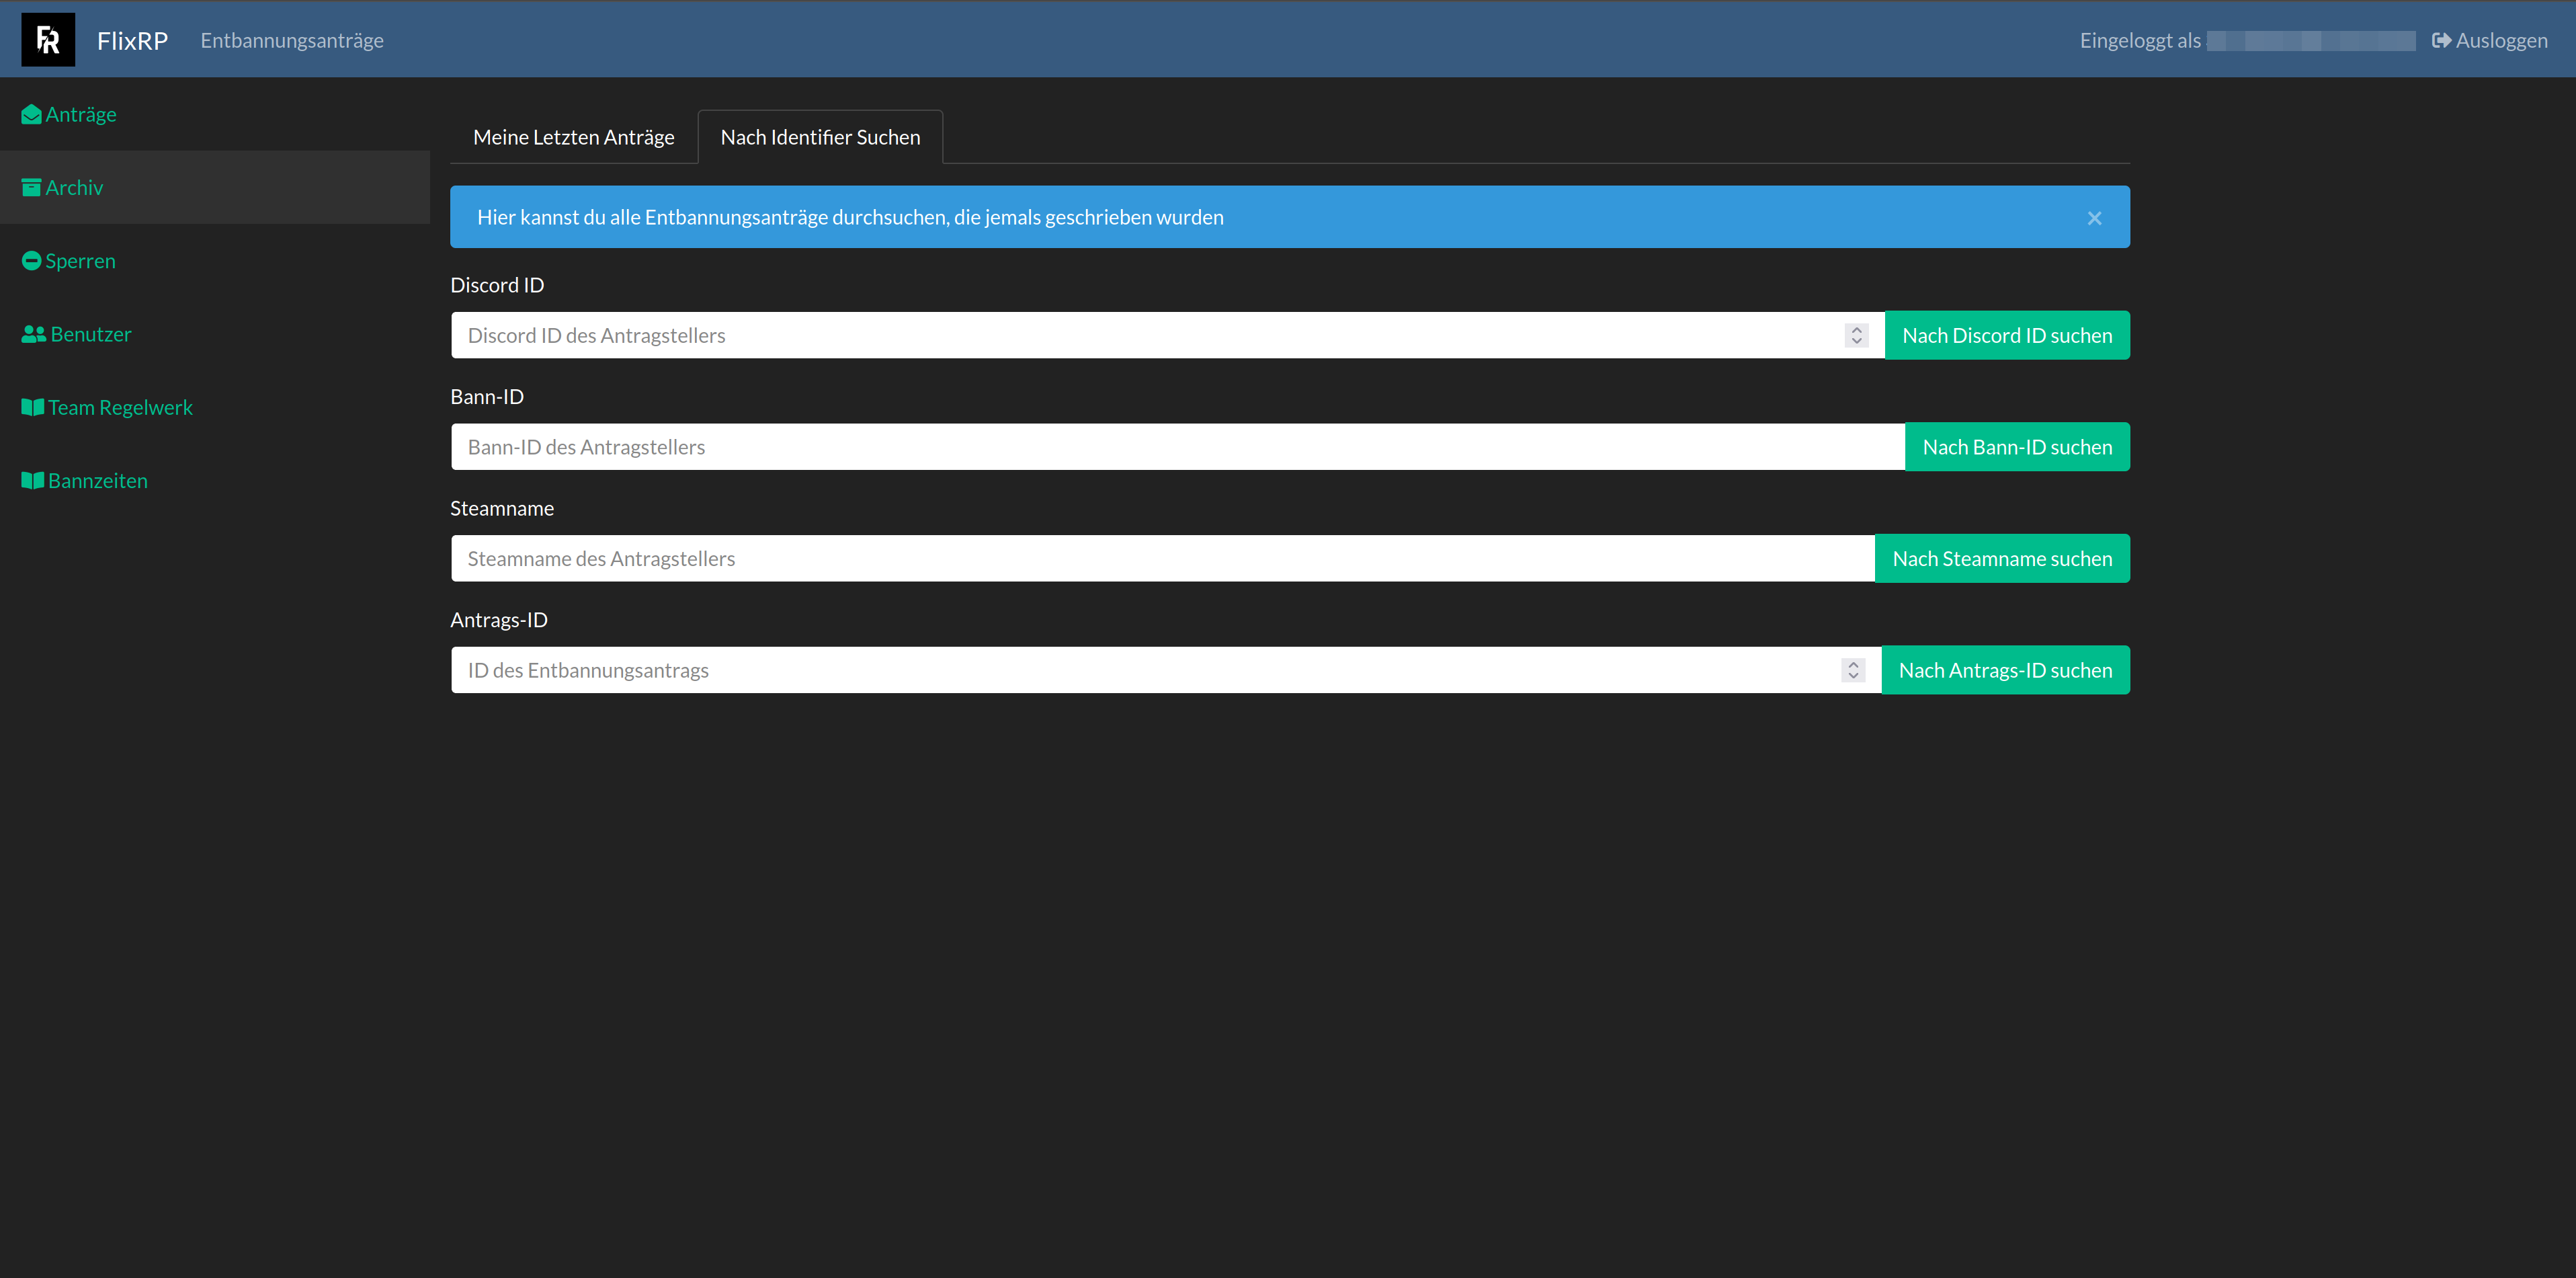 FR FlixRP Entbannungsanträge Eingeloggt als Ausloggen
Anträge
Archiv
Sperren
Benutzer
Team Regelwerk
Bannzeiten
Meine Letzten Anträge Nach Identifier Suchen
Hier kannst du alle Entbannungsanträge durchsuchen, die jemals geschrieben wurden
Discord ID
Discord ID des Antragstellers Nach Discord ID suchen
Bann-ID
Bann-ID des Antragstellers Nach Bann-ID suchen
Steamname
Steamname des Antragstellers Nach Steamname suchen
Antrags-ID
ID des Entbannungsantrags Nach Antrags-ID suchen